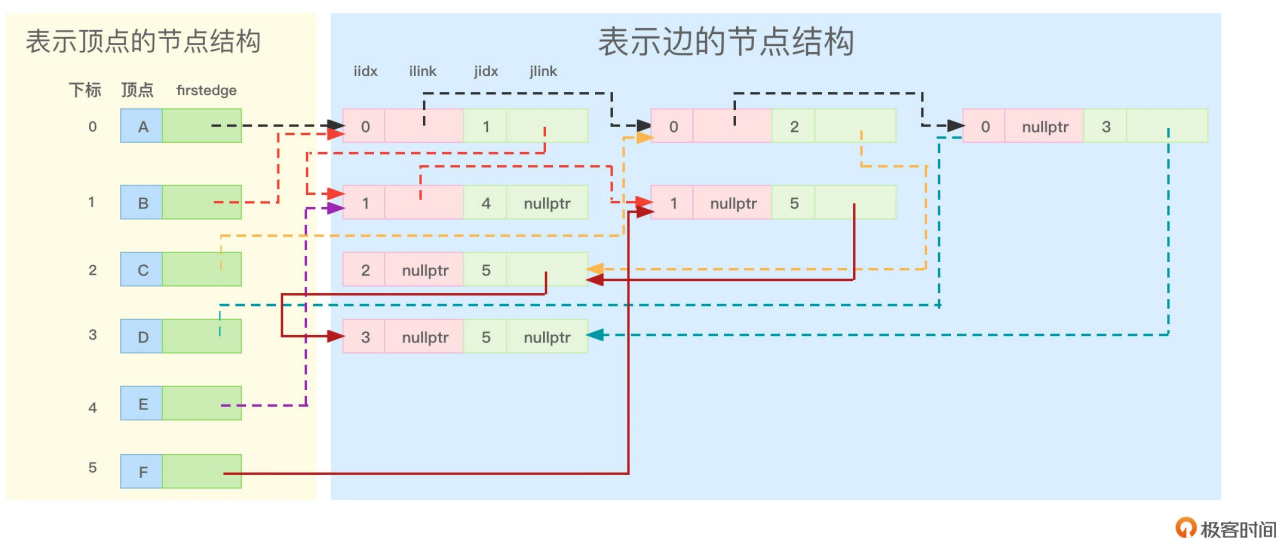 表示顶点的节点结构
表示边的节点结构
iidx ilink jidx jlink
下标 顶点 firstedge
0 A 0 1 0 2 0 nullptr 3
1 B 1 4 nullptr 1 nullptr 5
2 C 2 nullptr 5
3 D 3 nullptr 5 nullptr
4 E
5 F
极客时间